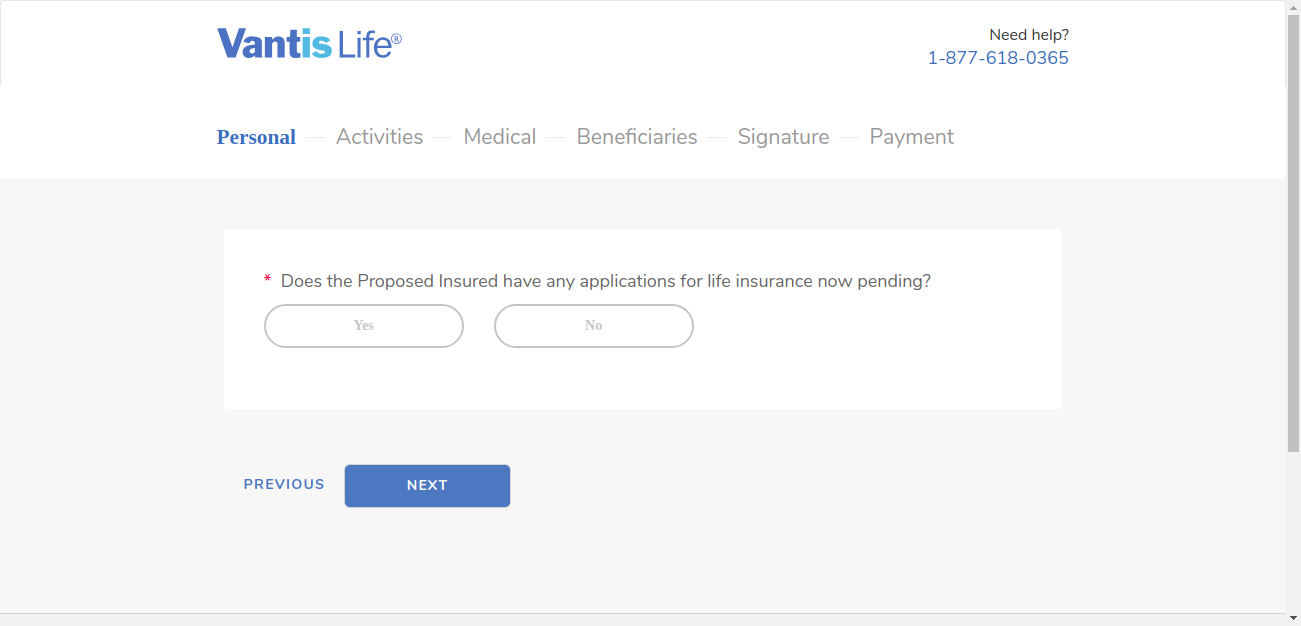 Vantis Life®
Need help?
1-877-618-0365
Personal Activities Medical Beneficiaries Signature Payment
* Does the Proposed Insured have any applications for life insurance now pending?
Yes No
PREVIOUS NEXT